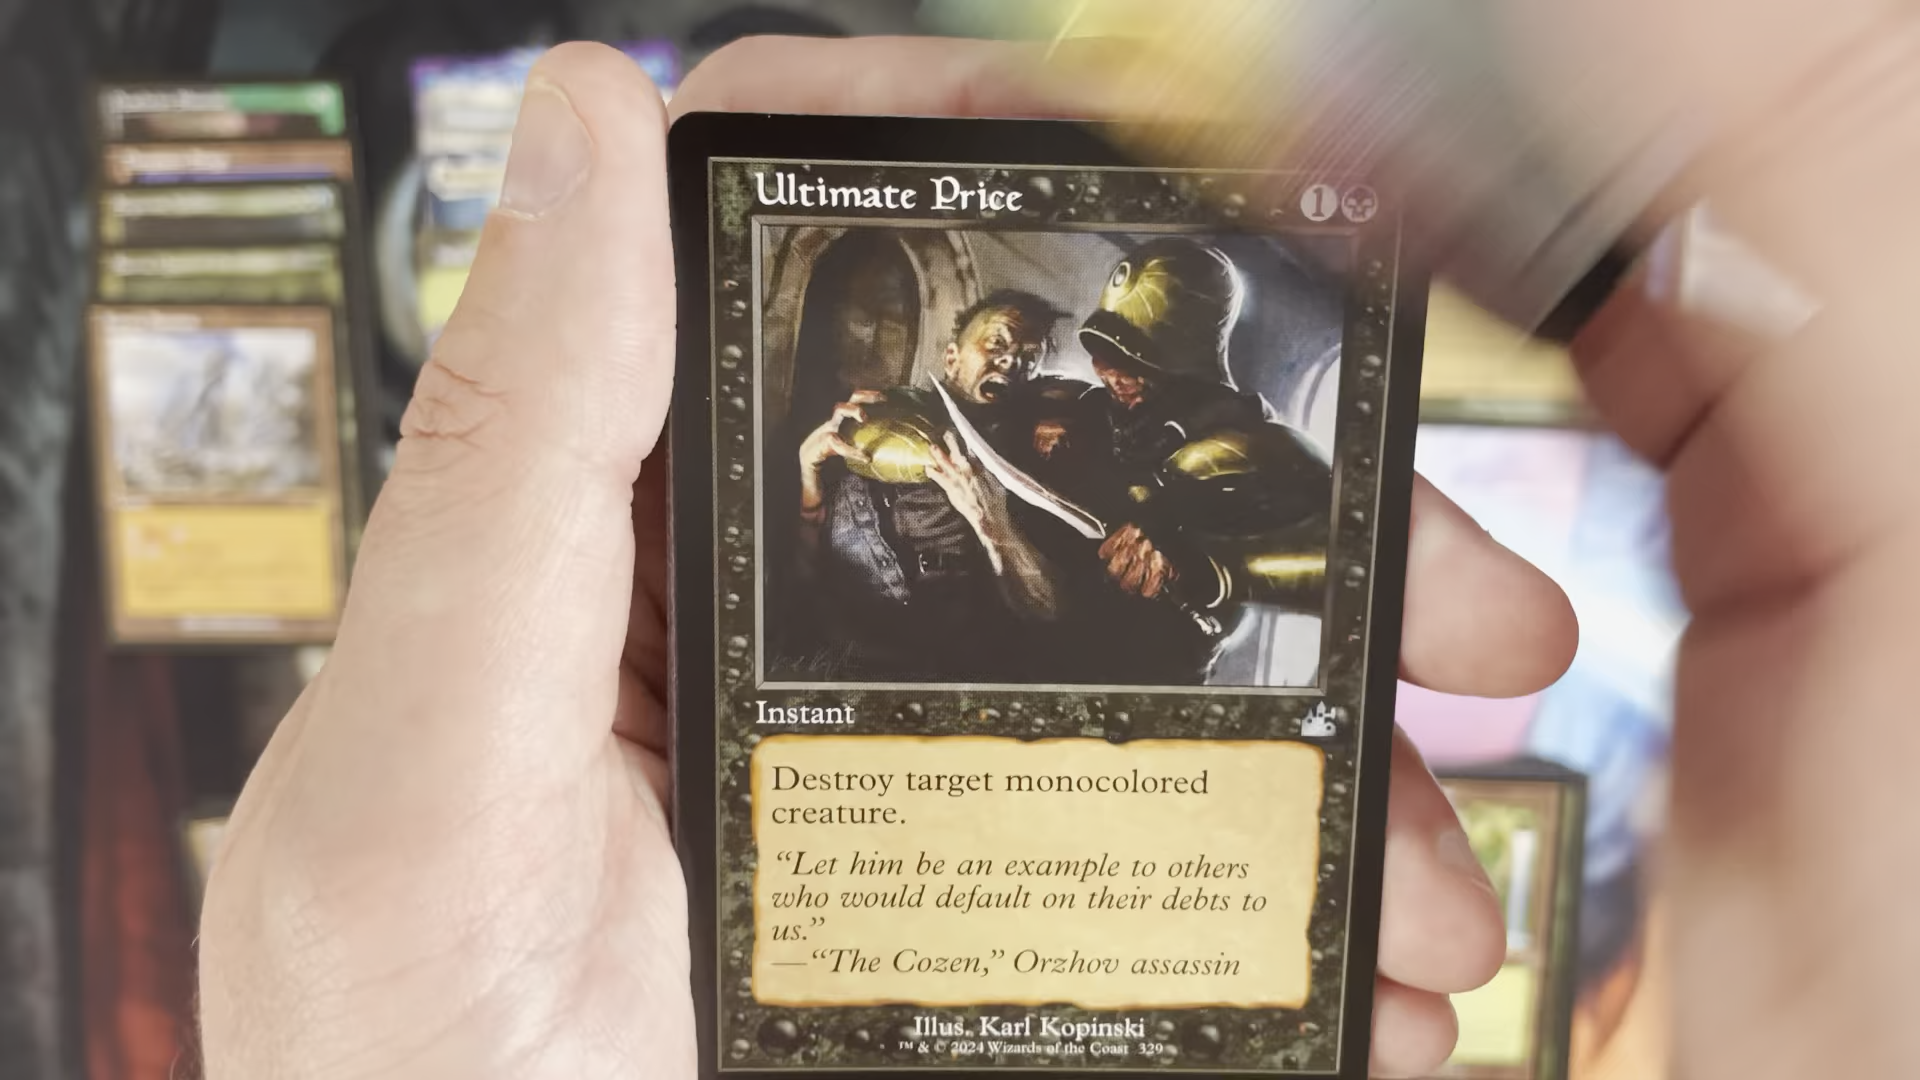 Ultimate Price
1
Instant
Destroy target monocolored
creature.
“Let him be an example to others
who would default on their debts to
us.”
—“The Cozen,” Orzhov assassin
Illus. Karl Kopinski
™ & © 2024 Wizards of the Coast 329